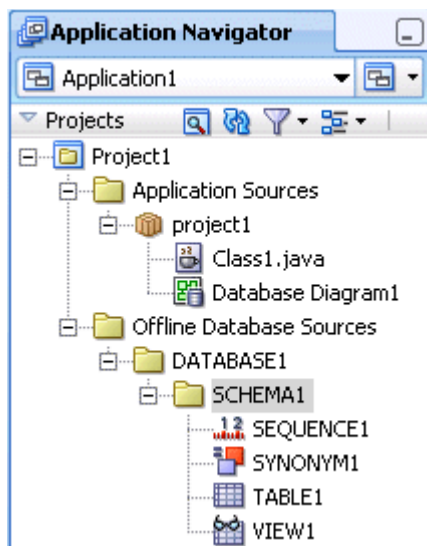 Application Navigator
Application1
Projects
Project1
Application Sources
project1
Class1.java
Database Diagram1
Offline Database Sources
DATABASE1
SCHEMA1
SEQUENCE1
SYNONYM1
TABLE1
VIEW1